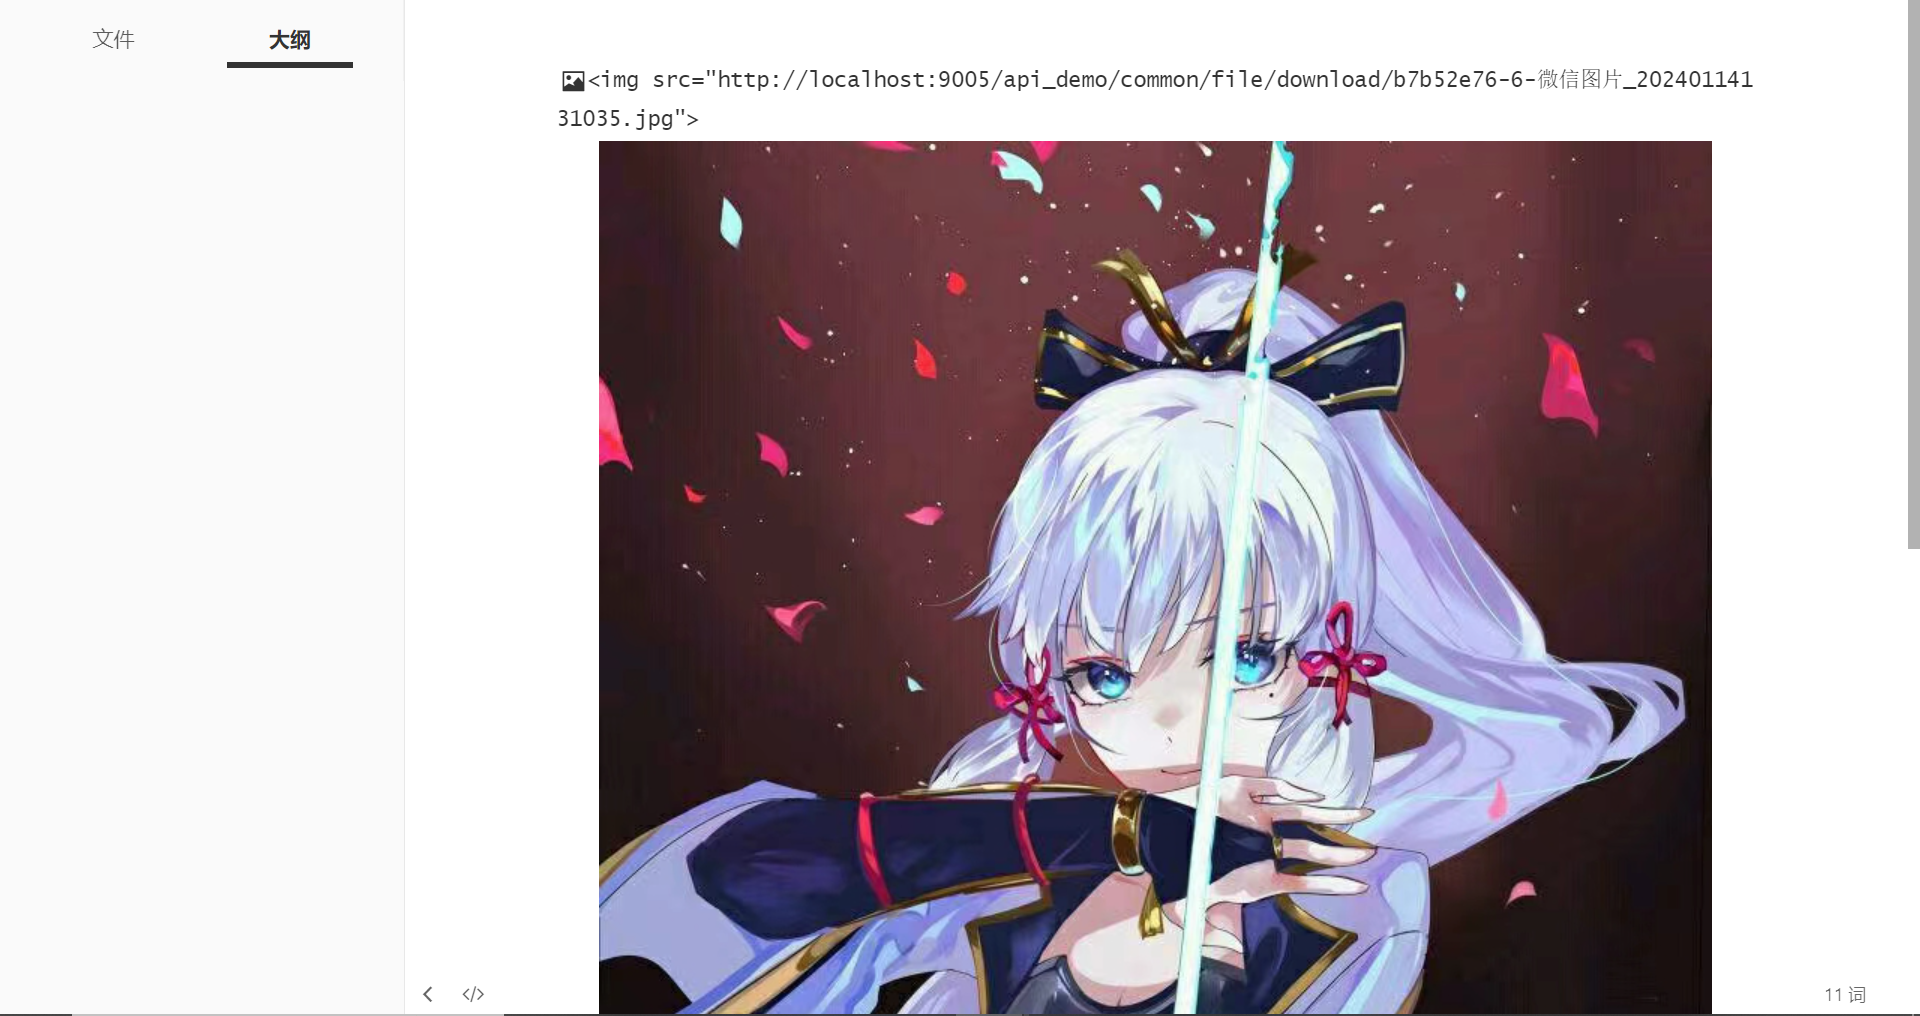 文件
大纲
<img src="http://localhost:9005/api_demo/common/file/download/b7b52e76-6-微信图片_202401141
31035.jpg">
</>
11 词